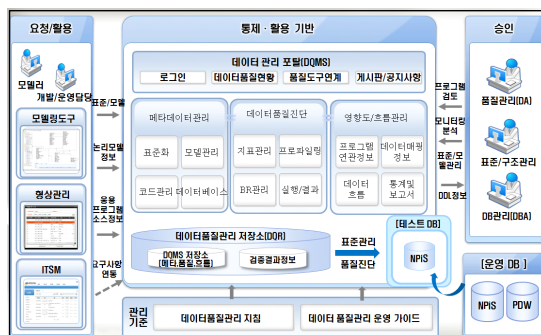 요청/활용
모델러
개발/운영담당
모델링도구
형상관리
ITSM
표준/모델
논리모델
정보
응용
프로그램
소스정보
요구사항
연동
통제 · 활용 기반
데이터 관리 포탈(DQMS)
로그인
데이터품질현황
품질도구연계
게시판/공지사항
메타데이터관리
표준화
모델관리
코드관리
데이터베이스
데이터품질진단
지표관리
프로파일링
BR관리
실행/결과
영향도/흐름관리
프로그램
연관정보
데이터매핑
정보
데이터
흐름
통계및
보고서
데이터품질관리 저장소(DQR)
DQMS 저장소
(메타,품질,흐름)
검증결과정보
표준관리
품질진단
[테스트 DB]
NPiS
관리
기준
데이터품질관리 지침
데이터 품질관리 운영 가이드
프로그램
검토
모니터링
분석
표준/모
델관리
DDL정보
승인
품질관리(DA)
표준/구조관리
DB관리(DBA)
[운영 DB ]
NPiS
PDW